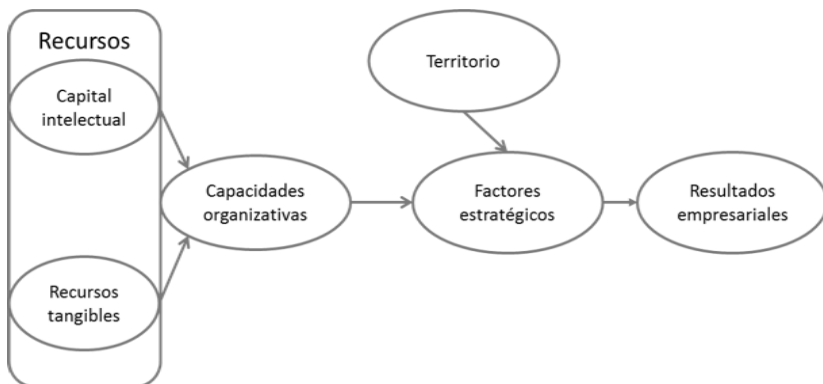 Recursos
Capital
intelectual
Territorio
Capacidades
organizativas
Factores
estratégicos
Resultados
empresariales
Recursos
tangibles